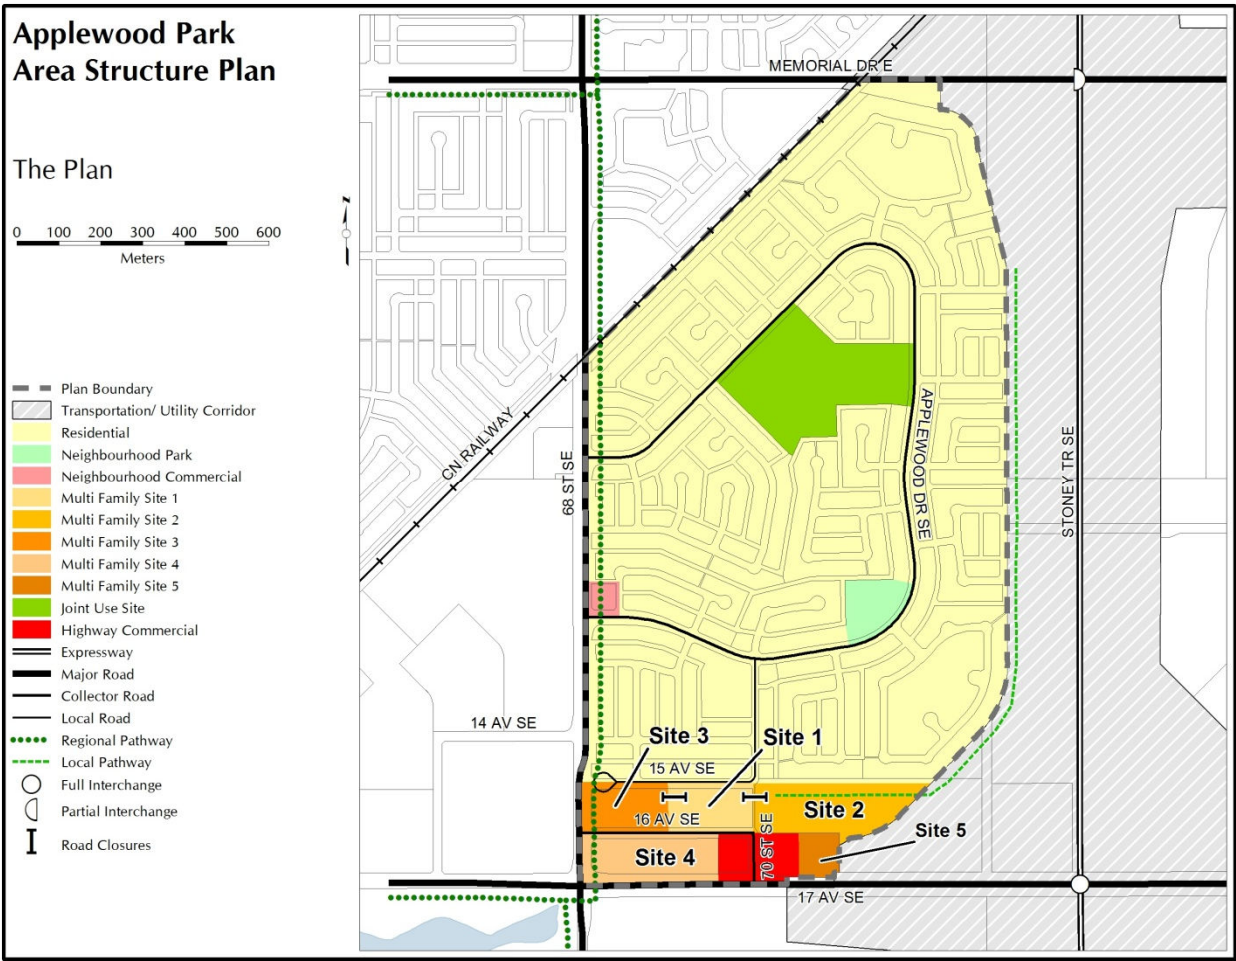 Applewood Park
Area Structure Plan
The Plan
0 100 200 300 400 500 600
Meters
Plan Boundary
Transportation/ Utility Corridor
Residential
Neighbourhood Park
Neighbourhood Commercial
Multi Family Site 1
Multi Family Site 2
Multi Family Site 3
Multi Family Site 4
Multi Family Site 5
Joint Use Site
Highway Commercial
Expressway
Major Road
Collector Road
Local Road
Regional Pathway
Local Pathway
Full Interchange
Partial Interchange
Road Closures
z
MEMORIAL DR E
CN RAILWAY
68 ST SE
APPLEWOOD DR SE
STONEY TR SE
14 AV SE
Site 3
Site 1
15 AV SE
16 AV SE
Site 2
Site 5
Site 4
70 ST SE
17 AV SE